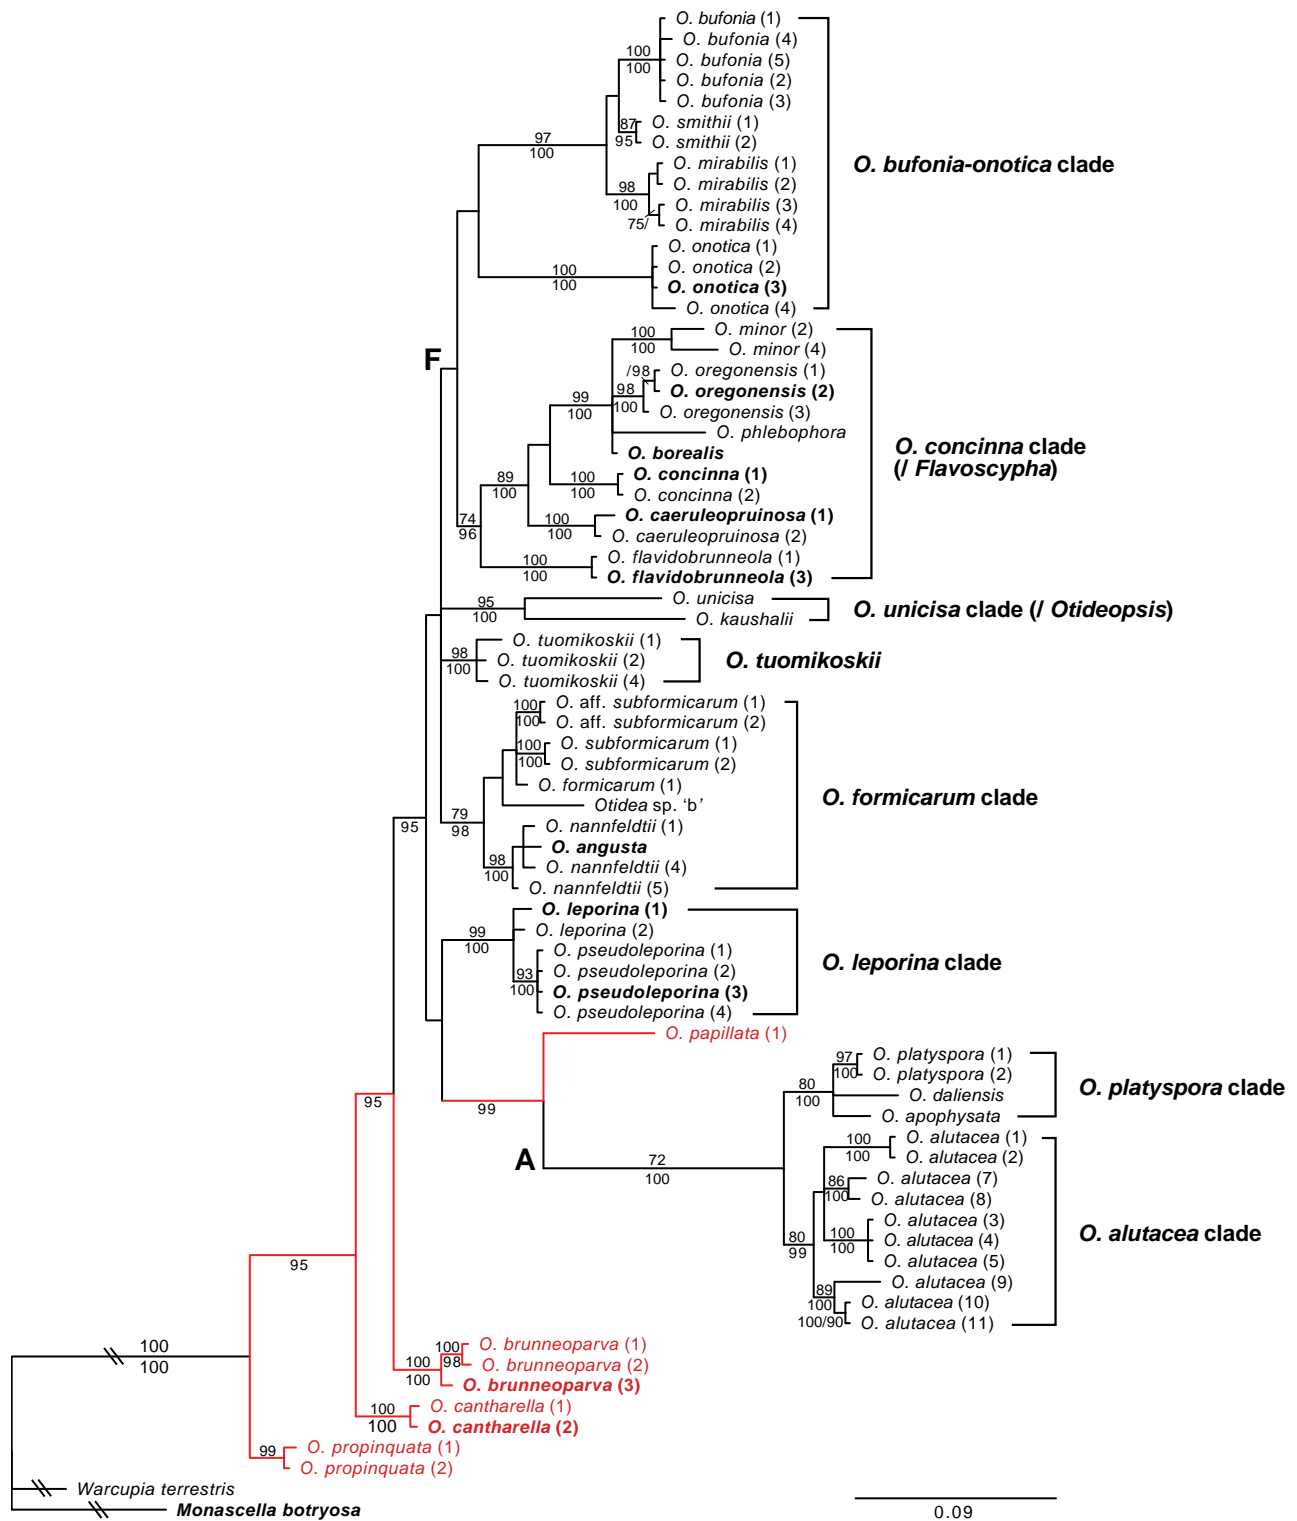 O. bufonia (1)
O. bufonia (4)
100
O. bufonia (5)
100
O. bufonia (2)
O. bufonia (3)
87
O. smithii (1)
95
O. smithii (2)
97
100
O. mirabilis (1)
O. bufonia-onotica clade
98
O. mirabilis (2)
100
O. mirabilis (3)
75/
O. mirabilis (4)
O. onotica (1)
100
O. onotica (2)
100
O. onotica (3)
O. onotica (4)
100
O. minor (2)
100
O. minor (4)
F
/98
O. oregonensis (1)
98
O. oregonensis (2)
99
100
O. oregonensis (3)
100
O. phlebophora
O. concinna clade
(/ Flavoscypha)
O. borealis
89
100
O. concinna (1)
100
100
O. concinna (2)
74
100
O. caeruleopruinosa (1)
96
100
O. caeruleopruinosa (2)
100
O. flavidobrunneola (1)
100
O. flavidobrunneola (3)
95
O. unicisa
100
O. kaushalii
O. unicisa clade (/ Otideopsis)
O. tuomikoskii (1)
98
O. tuomikoskii (2)
100
O. tuomikoskii (4)
O. tuomikoskii
100
O. aff. subformicarum (1)
100
O. aff. subformicarum (2)
100
O. subformicarum (1)
100
O. subformicarum (2)
O. formicarum (1)
O. formicarum clade
Otidea sp. ‘b’
79
98
O. nannfeldtii (1)
95
O. angusta
98
O. nannfeldtii (4)
100
O. nannfeldtii (5)
O. leporina (1)
99
O. leporina (2)
100
O. pseudoleporina (1)
O. leporina clade
93
O. pseudoleporina (2)
100
O. pseudoleporina (3)
O. pseudoleporina (4)
O. papillata (1)
97
O. platyspora (1)
100
O. platyspora (2)
80
O. platyspora clade
100
O. daliensis
95
99
O. apophysata
100
O. alutacea (1)
100
O. alutacea (2)
A
72
100
86
O. alutacea (7)
100
O. alutacea (8)
O. alutacea (3)
80
100
O. alutacea (4)
O. alutacea clade
99
100
O. alutacea (5)
95
89
O. alutacea (9)
100
O. alutacea (10)
100/90
O. alutacea (11)
100
100
100
O. brunneoparva (1)
98
O. brunneoparva (2)
100
100
O. brunneoparva (3)
100
O. cantharella (1)
100
O. cantharella (2)
99
O. propinquata (1)
O. propinquata (2)
Warcupia terrestris
Monascella botryosa
0.09